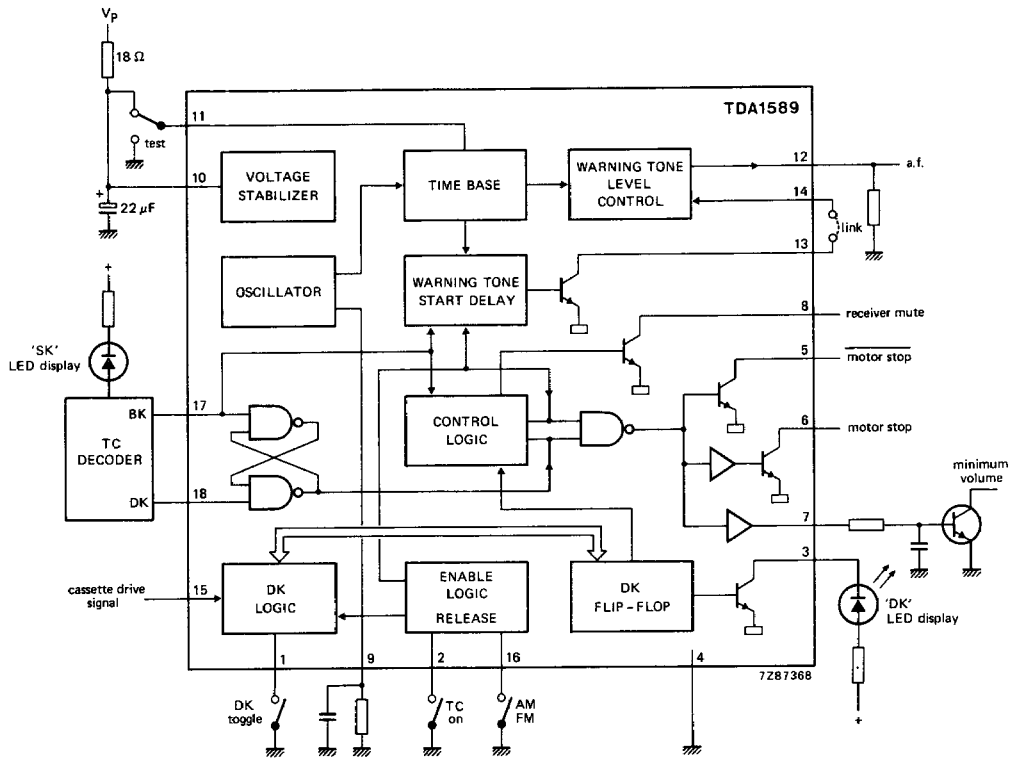 Vp
18 Ω
TDA1589
11
test
12
a.f.
VOLTAGE
STABILIZER
TIME BASE
WARNING TONE
LEVEL
CONTROL
10
14
+
22 µF
link
13
+
OSCILLATOR
WARNING TONE
START DELAY
8
receiver mute
'SK'
LED display
5
motor stop
17
BK
TC
DECODER
CONTROL
LOGIC
6
motor stop
DK
18
minimum
volume
7
3
cassette drive
signal
15
DK
LOGIC
ENABLE
LOGIC
RELEASE
DK
FLIP-FLOP
'DK'
LED display
1
9
2
16
4
7Z87368
DK
toggle
TC
on
AM
FM
+